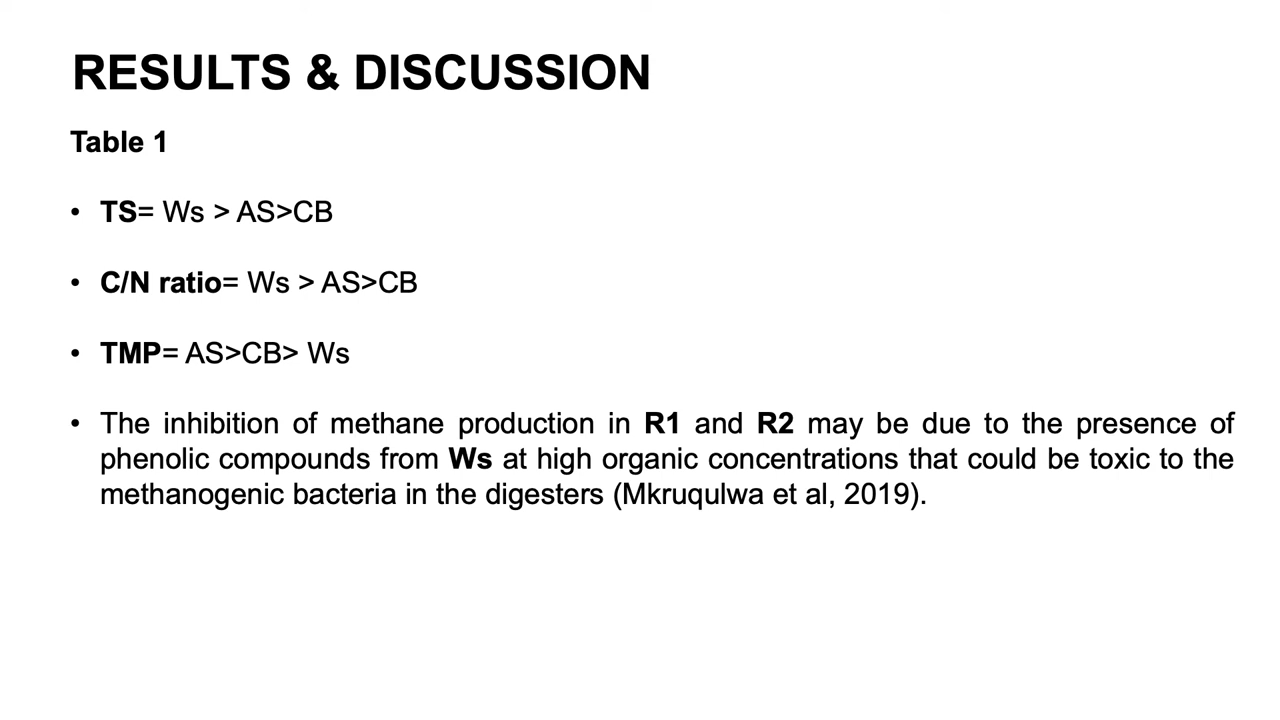 RESULTS & DISCUSSION
Table 1
• TS= Ws > AS>CB
• C/N ratio= Ws > AS>CB
• TMP= AS>CB> Ws
• The inhibition of methane production in R1 and R2 may be due to the presence of
phenolic compounds from Ws at high organic concentrations that could be toxic to the
methanogenic bacteria in the digesters (Mkruqulwa et al, 2019).